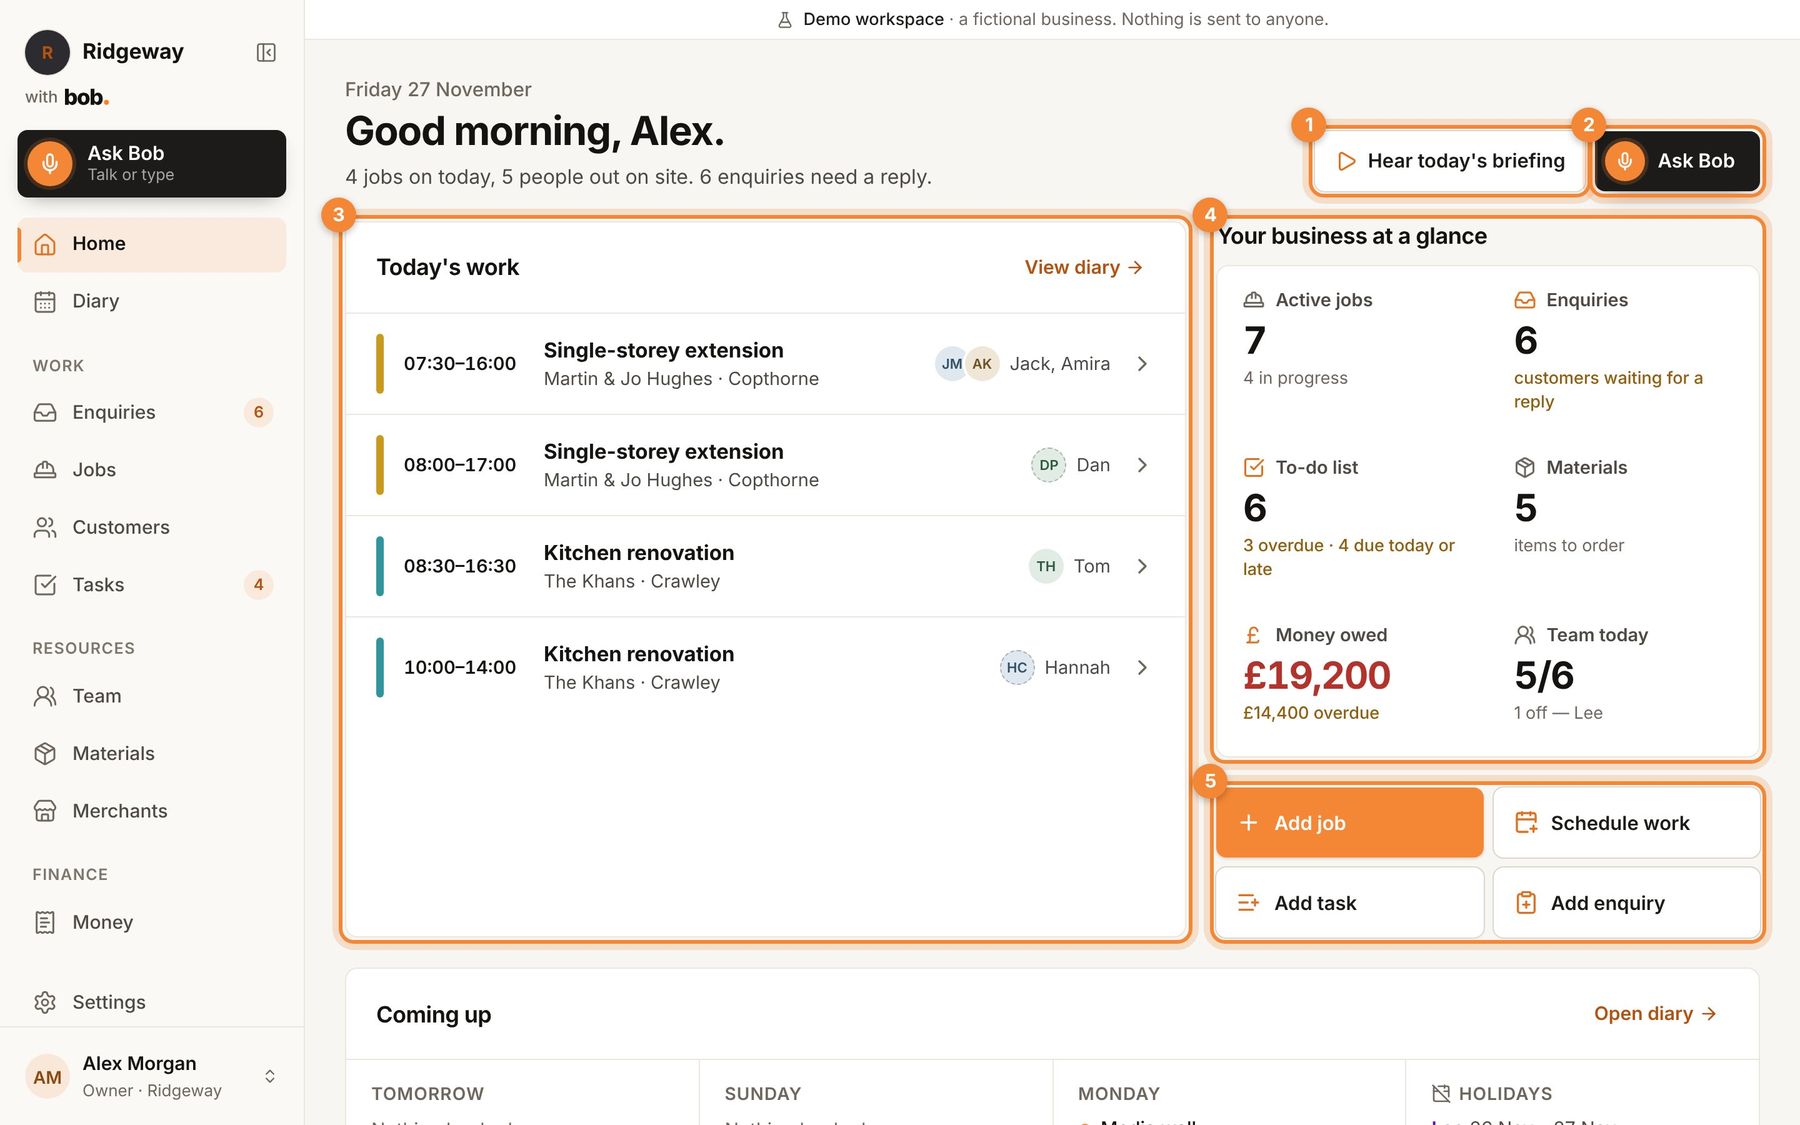 Demo workspace · a fictional business. Nothing is sent to anyone.
R
Ridgeway
with bob.
Ask Bob
Talk or type
Home
Diary
WORK
Enquiries 6
Jobs
Customers
Tasks 4
RESOURCES
Team
Materials
Merchants
FINANCE
Money
Settings
AM
Alex Morgan
Owner · Ridgeway
Friday 27 November
Good morning, Alex.
4 jobs on today, 5 people out on site. 6 enquiries need a reply.
1
Hear today's briefing
2
Ask Bob
3
Today's work
View diary →
07:30–16:00
Single-storey extension
Martin & Jo Hughes · Copthorne
JM AK Jack, Amira
08:00–17:00
Single-storey extension
Martin & Jo Hughes · Copthorne
DP Dan
08:30–16:30
Kitchen renovation
The Khans · Crawley
TH Tom
10:00–14:00
Kitchen renovation
The Khans · Crawley
HC Hannah
4
Your business at a glance
Active jobs
7
4 in progress
Enquiries
6
customers waiting for a
reply
To-do list
6
3 overdue · 4 due today or
late
Materials
5
items to order
£ Money owed
£19,200
£14,400 overdue
Team today
5/6
1 off — Lee
5
Add job
Schedule work
Add task
Add enquiry
Coming up
Open diary →
TOMORROW
SUNDAY
MONDAY
HOLIDAYS